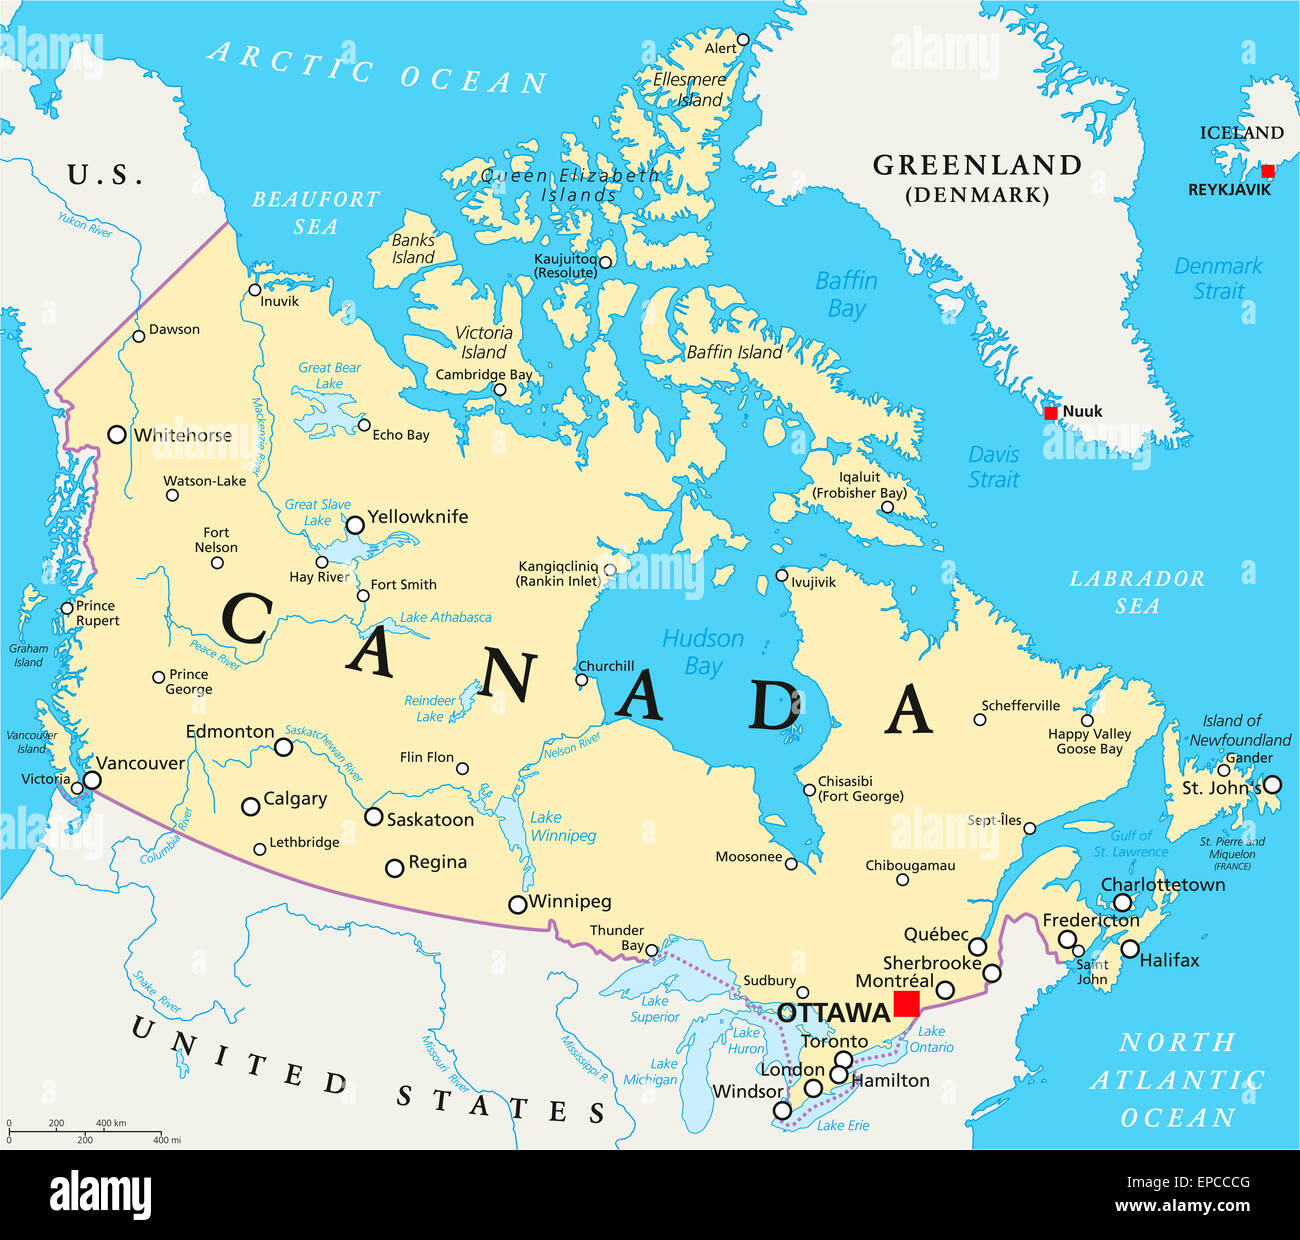 ARCTIC OCEAN
Alert
Ellesmere
Island
U.S.
GREENLAND
(DENMARK)
ICELAND
REYKJAVIK
Queen Elizabeth
Islands
BEAUFORT
SEA
Yukon River
Banks
Island
Kaujuitoq
(Resolute)
Baffin
Bay
Denmark
Strait
Inuvik
Dawson
Victoria
Island
Cambridge Bay
Baffin Island
Great Bear
Lake
Echo Bay
Mackenzie River
Nuuk
Whitehorse
Davis
Strait
Watson-Lake
Iqaluit
(Frobisher Bay)
Great Slave
Lake
Yellowknife
Fort
Nelson
Hay River
Fort Smith
Kangiqcliniq
(Rankin Inlet)
Ivujivik
LABRADOR
SEA
Prince
Rupert
CANADA
Lake Athabasca
Peace River
Hudson
Bay
Graham
Island
Prince
George
Churchill
Reindeer
Lake
Schefferville
Happy Valley
Goose Bay
Island of
Newfoundland
Gander
St. John's
Vancouver
Island
Edmonton
Saskatchewan River
Nelson River
Flin Flon
Victoria
Vancouver
Calgary
Saskatoon
Lake
Winnipeg
Chisasibi
(Fort George)
Columbia River
Lethbridge
Regina
Sept-Îles
Gulf of
St. Lawrence
St. Pierre and
Miquelon
(FRANCE)
Moosonee
Chibougamau
Charlottetown
Winnipeg
Fredericton
Thunder
Bay
Québec
Sherbrooke
Saint
John
Halifax
Montréal
Sudbury
OTTAWA
Snake River
Lake
Superior
Lake
Huron
Lake
Ontario
Toronto
UNITED STATES
Missouri River
Mississippi R.
Lake
Michigan
London
Hamilton
Windsor
Lake Erie
NORTH
ATLANTIC
OCEAN
0 200 400 km
0 200 400 mi
alamy
Image ID: EPCCCG
www.alamy.com